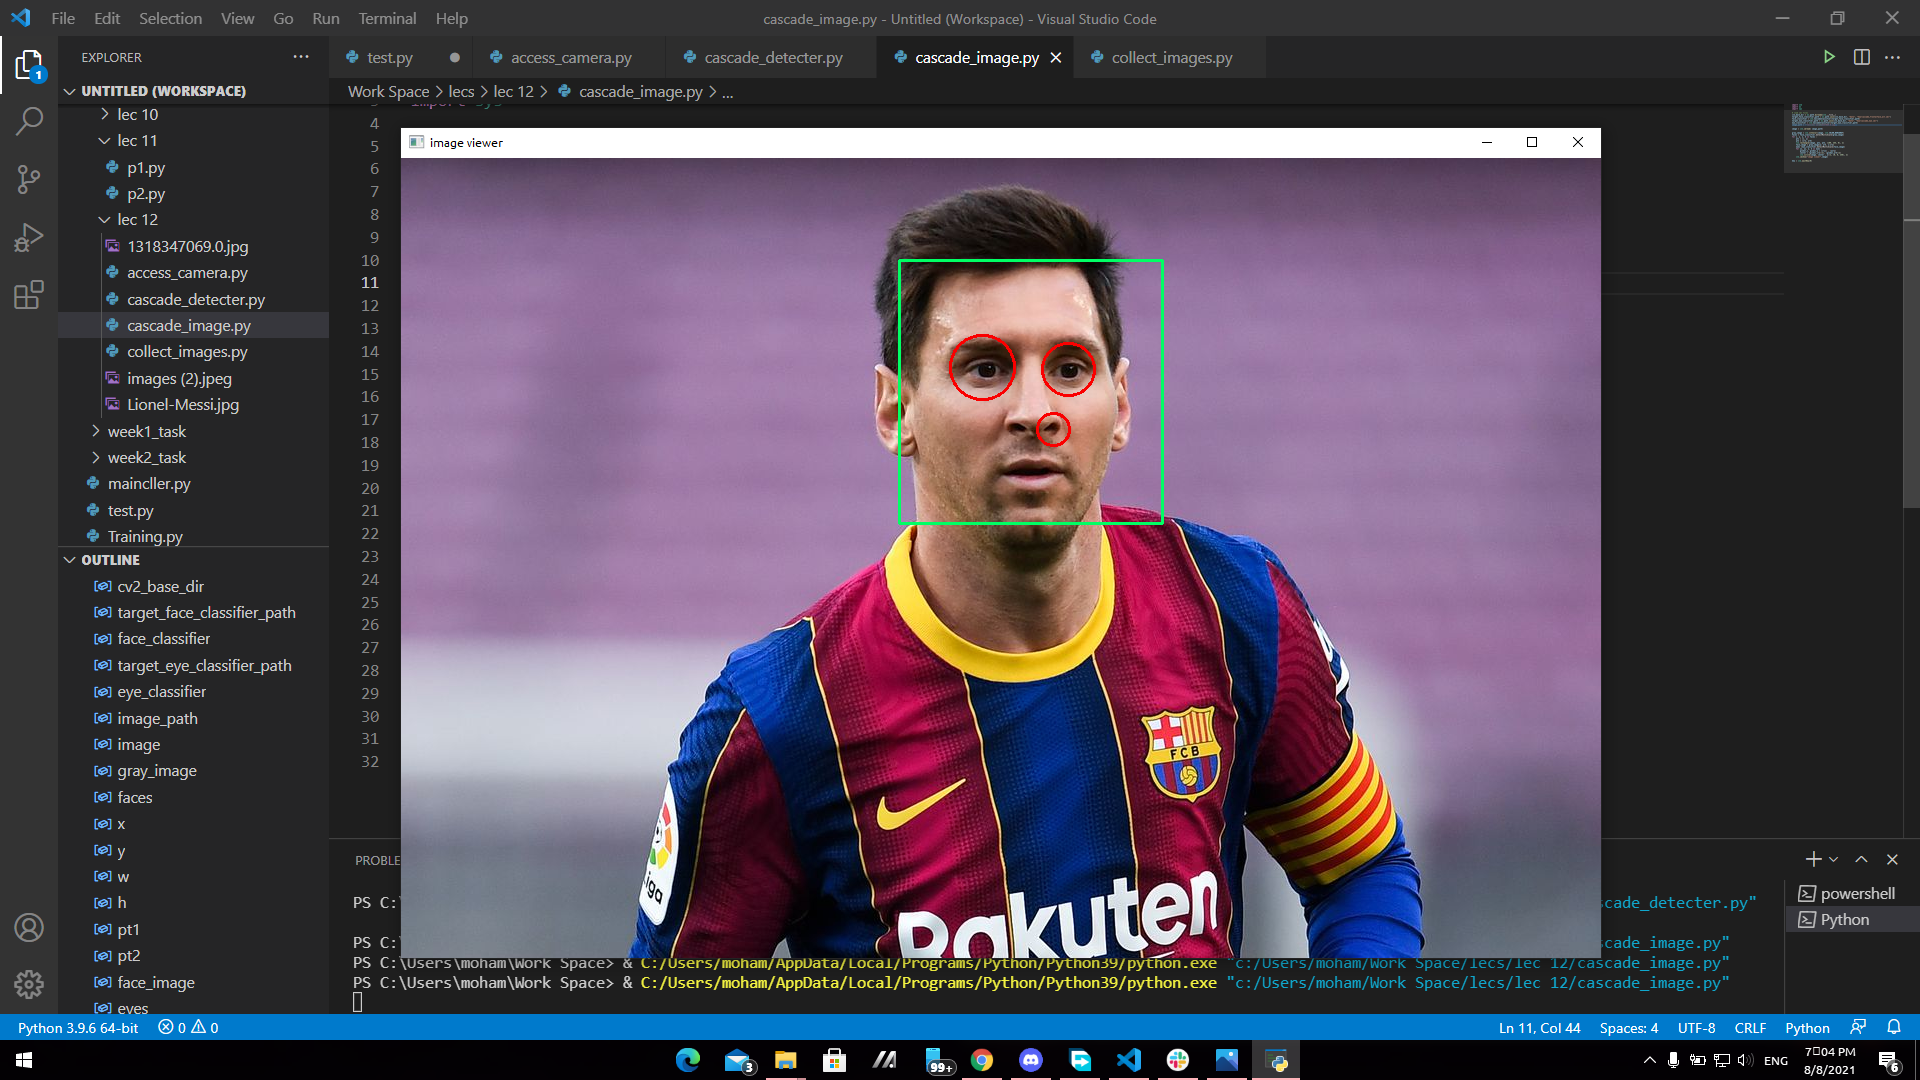 File Edit Selection View Go Run Terminal Help
cascade_image.py - Untitled (Workspace) - Visual Studio Code
EXPLORER
test.py
access_camera.py
cascade_detecter.py
cascade_image.py
collect_images.py
1
UNTITLED (WORKSPACE)
Work Space > lecs > lec 12 > cascade_image.py > ...
lec 10
lec 11
p1.py
p2.py
lec 12
1318347069.0.jpg
access_camera.py
cascade_detecter.py
cascade_image.py
collect_images.py
images (2).jpeg
Lionel-Messi.jpg
week1_task
week2_task
maincller.py
test.py
Training.py
OUTLINE
cv2_base_dir
target_face_classifier_path
face_classifier
target_eye_classifier_path
eye_classifier
image_path
image
gray_image
faces
x
y
w
h
pt1
pt2
face_image
eyes
4
5
6
7
8
9
10
11
12
13
14
15
16
17
18
19
20
21
22
23
24
25
26
27
28
29
30
31
32
image viewer
FCB
Rakuten
PROBLE
powershell
Python
PS C:\
scade_detecter.py"
PS C:\
scade_image.py"
PS C:\Users\moham\Work Space> & C:/Users/moham/AppData/Local/Programs/Python/Python39/python.exe "c:/Users/moham/Work Space/lecs/lec 12/cascade_image.py"
PS C:\Users\moham\Work Space> & C:/Users/moham/AppData/Local/Programs/Python/Python39/python.exe "c:/Users/moham/Work Space/lecs/lec 12/cascade_image.py"
Python 3.9.6 64-bit 0 0
Ln 11, Col 44 Spaces: 4 UTF-8 CRLF Python
3
99+
ENG
7:04 PM
8/8/2021
6